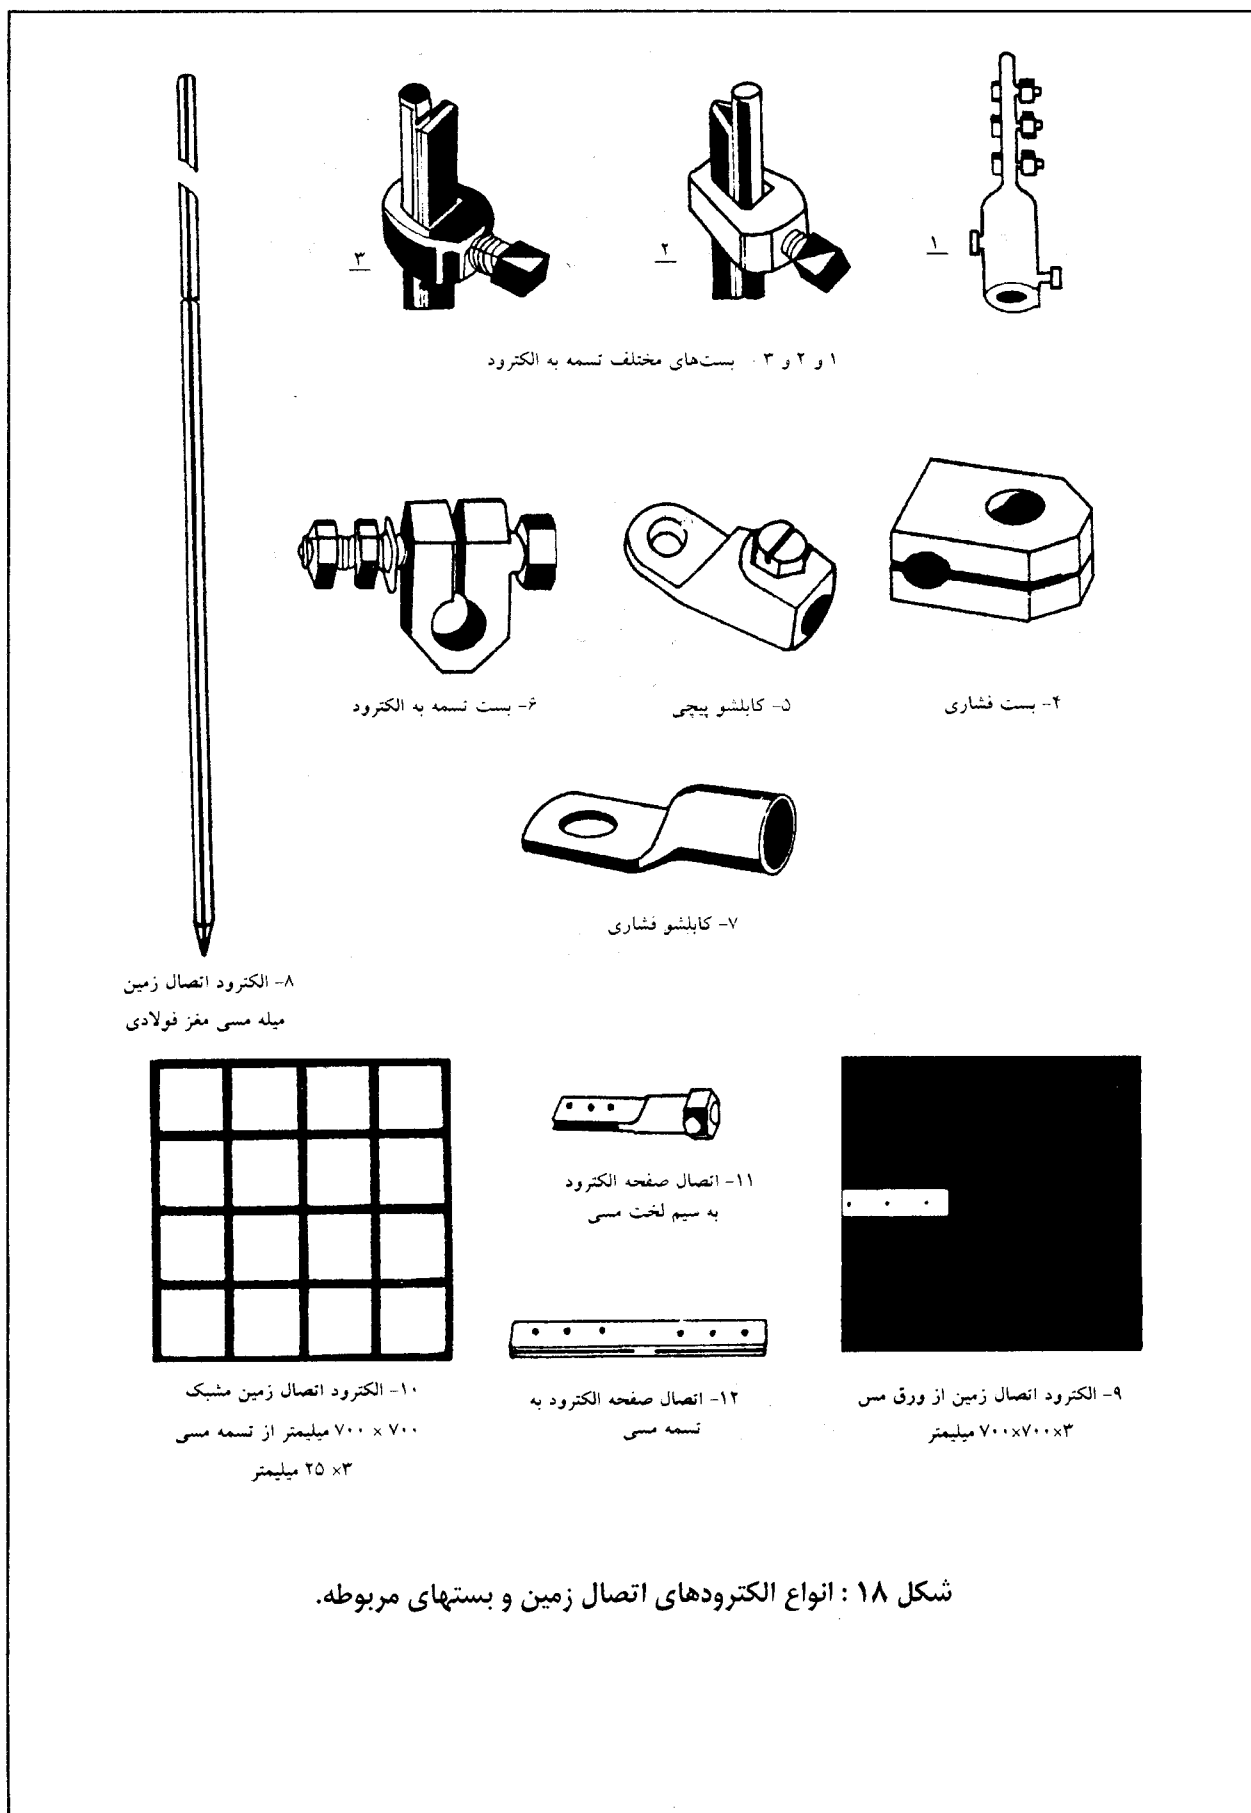 ۱
۲
۳
۱ و ۲ و ۳ - بست‌های مختلف تسمه به الکترود
۴- بست فشاری
۵- کابلشو پیچی
۶- بست تسمه به الکترود
۷- کابلشو فشاری
۸- الکترود اتصال زمین
میله مسی مغز فولادی
۹- الکترود اتصال زمین از ورق مس
۷۰۰×۷۰۰×۳ میلیمتر
۱۱- اتصال صفحه الکترود
به سیم لخت مسی
۱۲- اتصال صفحه الکترود به
تسمه مسی
۱۰- الکترود اتصال زمین مشبک
۷۰۰ × ۷۰۰ میلیمتر از تسمه مسی
۳× ۲۵ میلیمتر
شکل ۱۸ : انواع الکترودهای اتصال زمین و بستهای مربوطه.